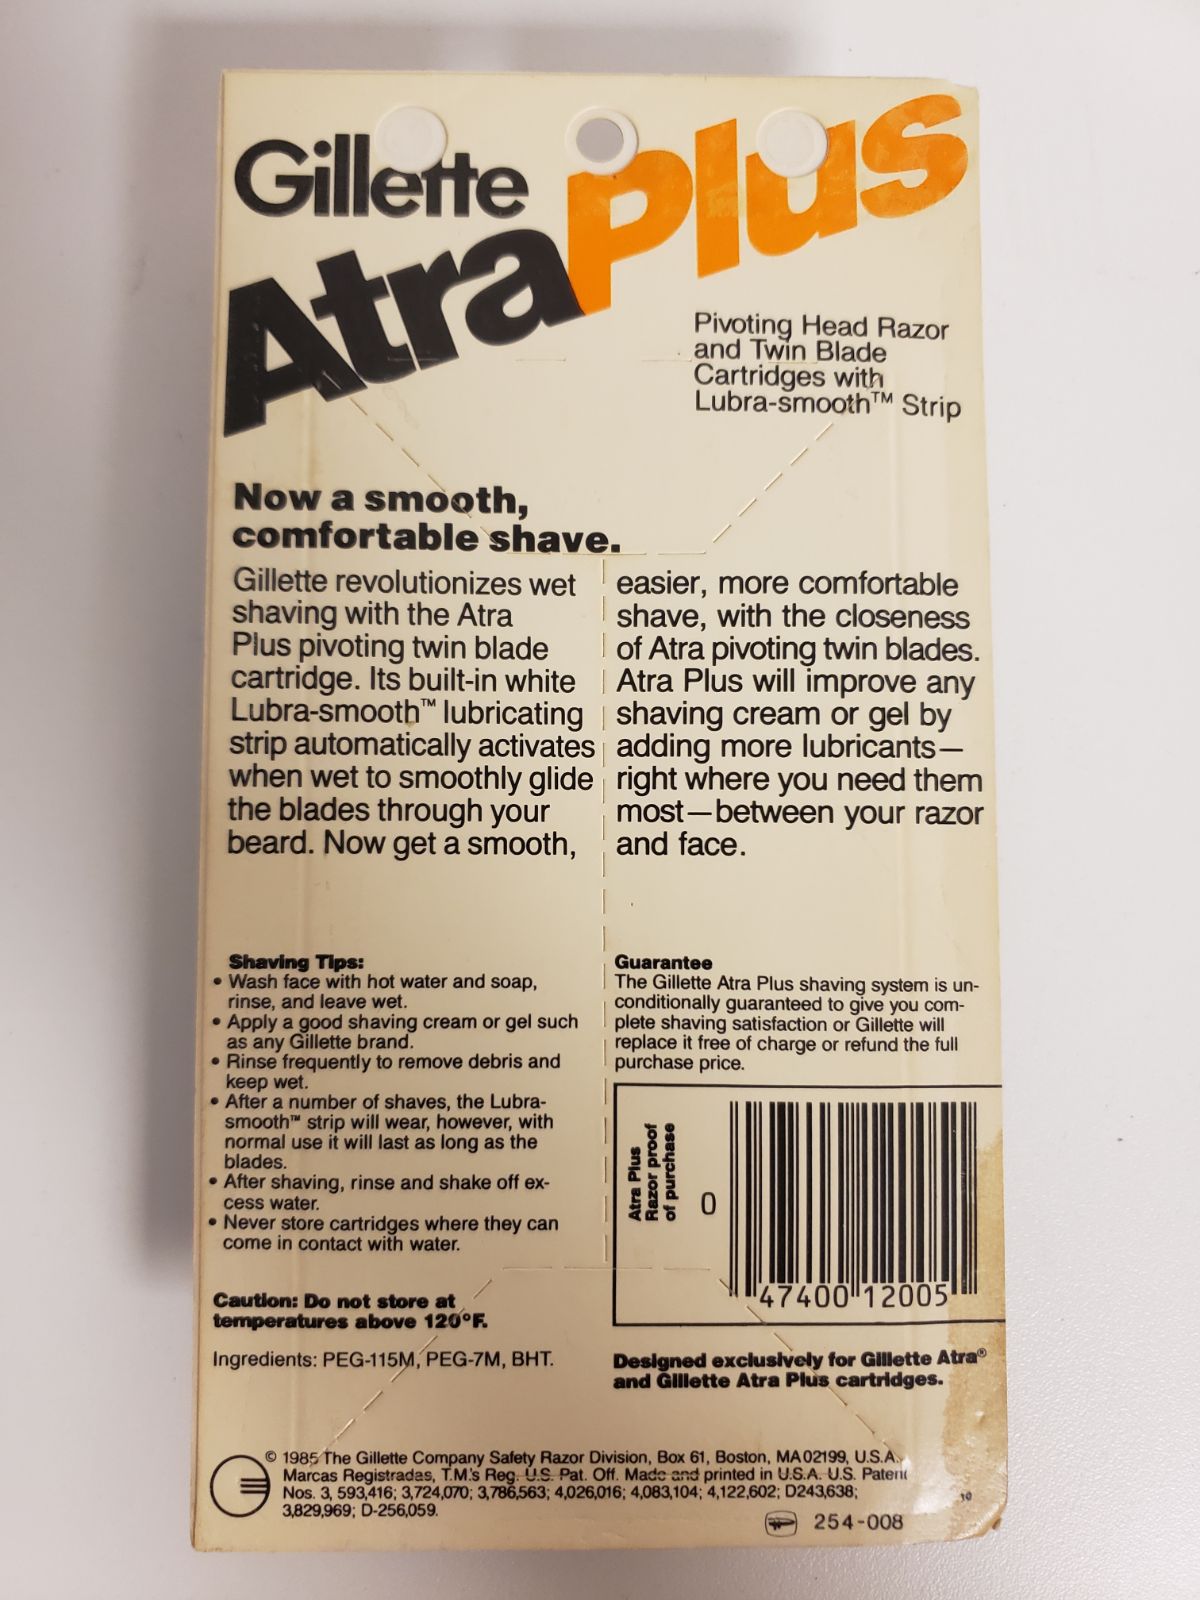 Gillette
AtraPlus
Pivoting Head Razor
and Twin Blade
Cartridges with
Lubra-smooth™ Strip
Now a smooth,
comfortable shave.
Gillette revolutionizes wet
shaving with the Atra
Plus pivoting twin blade
cartridge. Its built-in white
Lubra-smooth™ lubricating
strip automatically activates
when wet to smoothly glide
the blades through your
beard. Now get a smooth,
easier, more comfortable
shave, with the closeness
of Atra pivoting twin blades.
Atra Plus will improve any
shaving cream or gel by
adding more lubricants—
right where you need them
most—between your razor
and face.
Shaving Tips:
• Wash face with hot water and soap,
rinse, and leave wet.
• Apply a good shaving cream or gel such
as any Gillette brand.
• Rinse frequently to remove debris and
keep wet.
• After a number of shaves, the Lubra-
smooth™ strip will wear, however, with
normal use it will last as long as the
blades.
• After shaving, rinse and shake off ex-
cess water.
• Never store cartridges where they can
come in contact with water.
Caution: Do not store at
temperatures above 120°F.
Ingredients: PEG-115M, PEG-7M, BHT.
Guarantee
The Gillette Atra Plus shaving system is un-
conditionally guaranteed to give you com-
plete shaving satisfaction or Gillette will
replace it free of charge or refund the full
purchase price.
Atra Plus
Razor proof
of purchase
0
47400 12005
Designed exclusively for Gillette Atra®
and Gillette Atra Plus cartridges.
© 1985 The Gillette Company Safety Razor Division, Box 61, Boston, MA 02199, U.S.A.
Marcas Registradas, T.M.'s Reg. U.S. Pat. Off. Made and printed in U.S.A. U.S. Patent
Nos. 3, 593,416; 3,724,070; 3,786,563; 4,026,016; 4,083,104; 4,122,602; D243,638;
3,829,969; D-256,059.
10
254-008